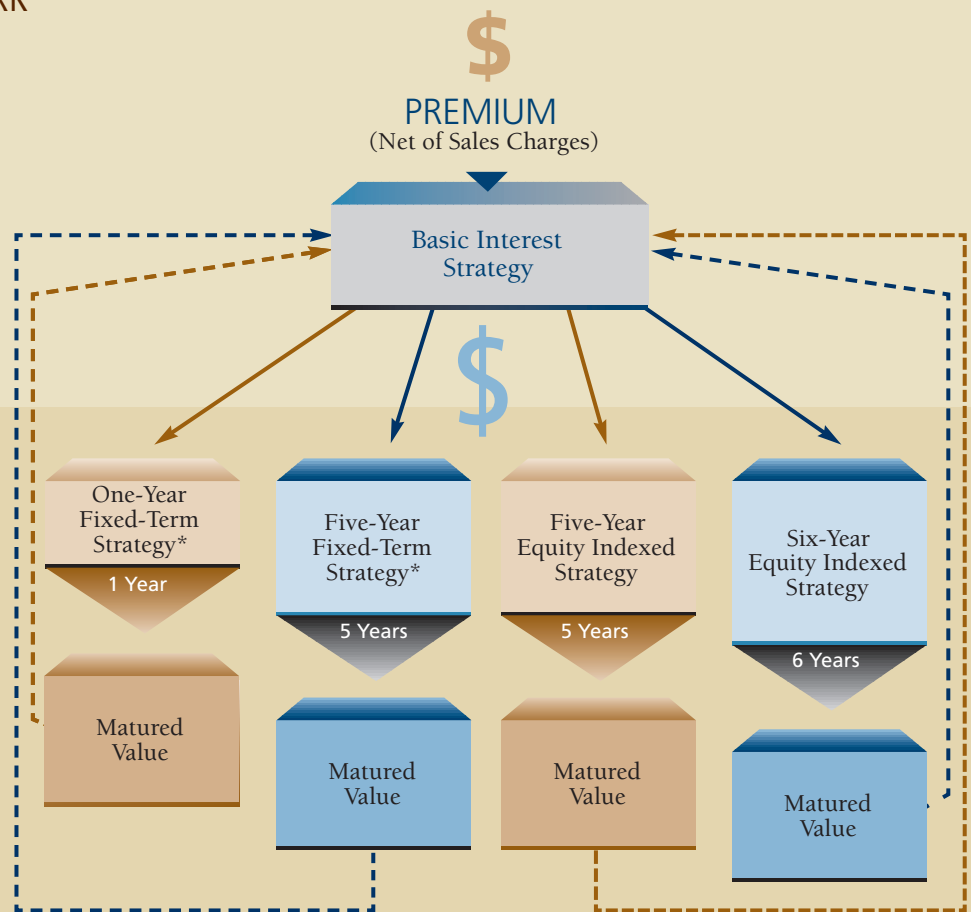 $
PREMIUM
(Net of Sales Charges)
Basic Interest
Strategy
$
One-Year
Fixed-Term
Strategy*
1 Year
Matured
Value
Five-Year
Fixed-Term
Strategy*
5 Years
Matured
Value
Five-Year
Equity Indexed
Strategy
5 Years
Matured
Value
Six-Year
Equity Indexed
Strategy
6 Years
Matured
Value